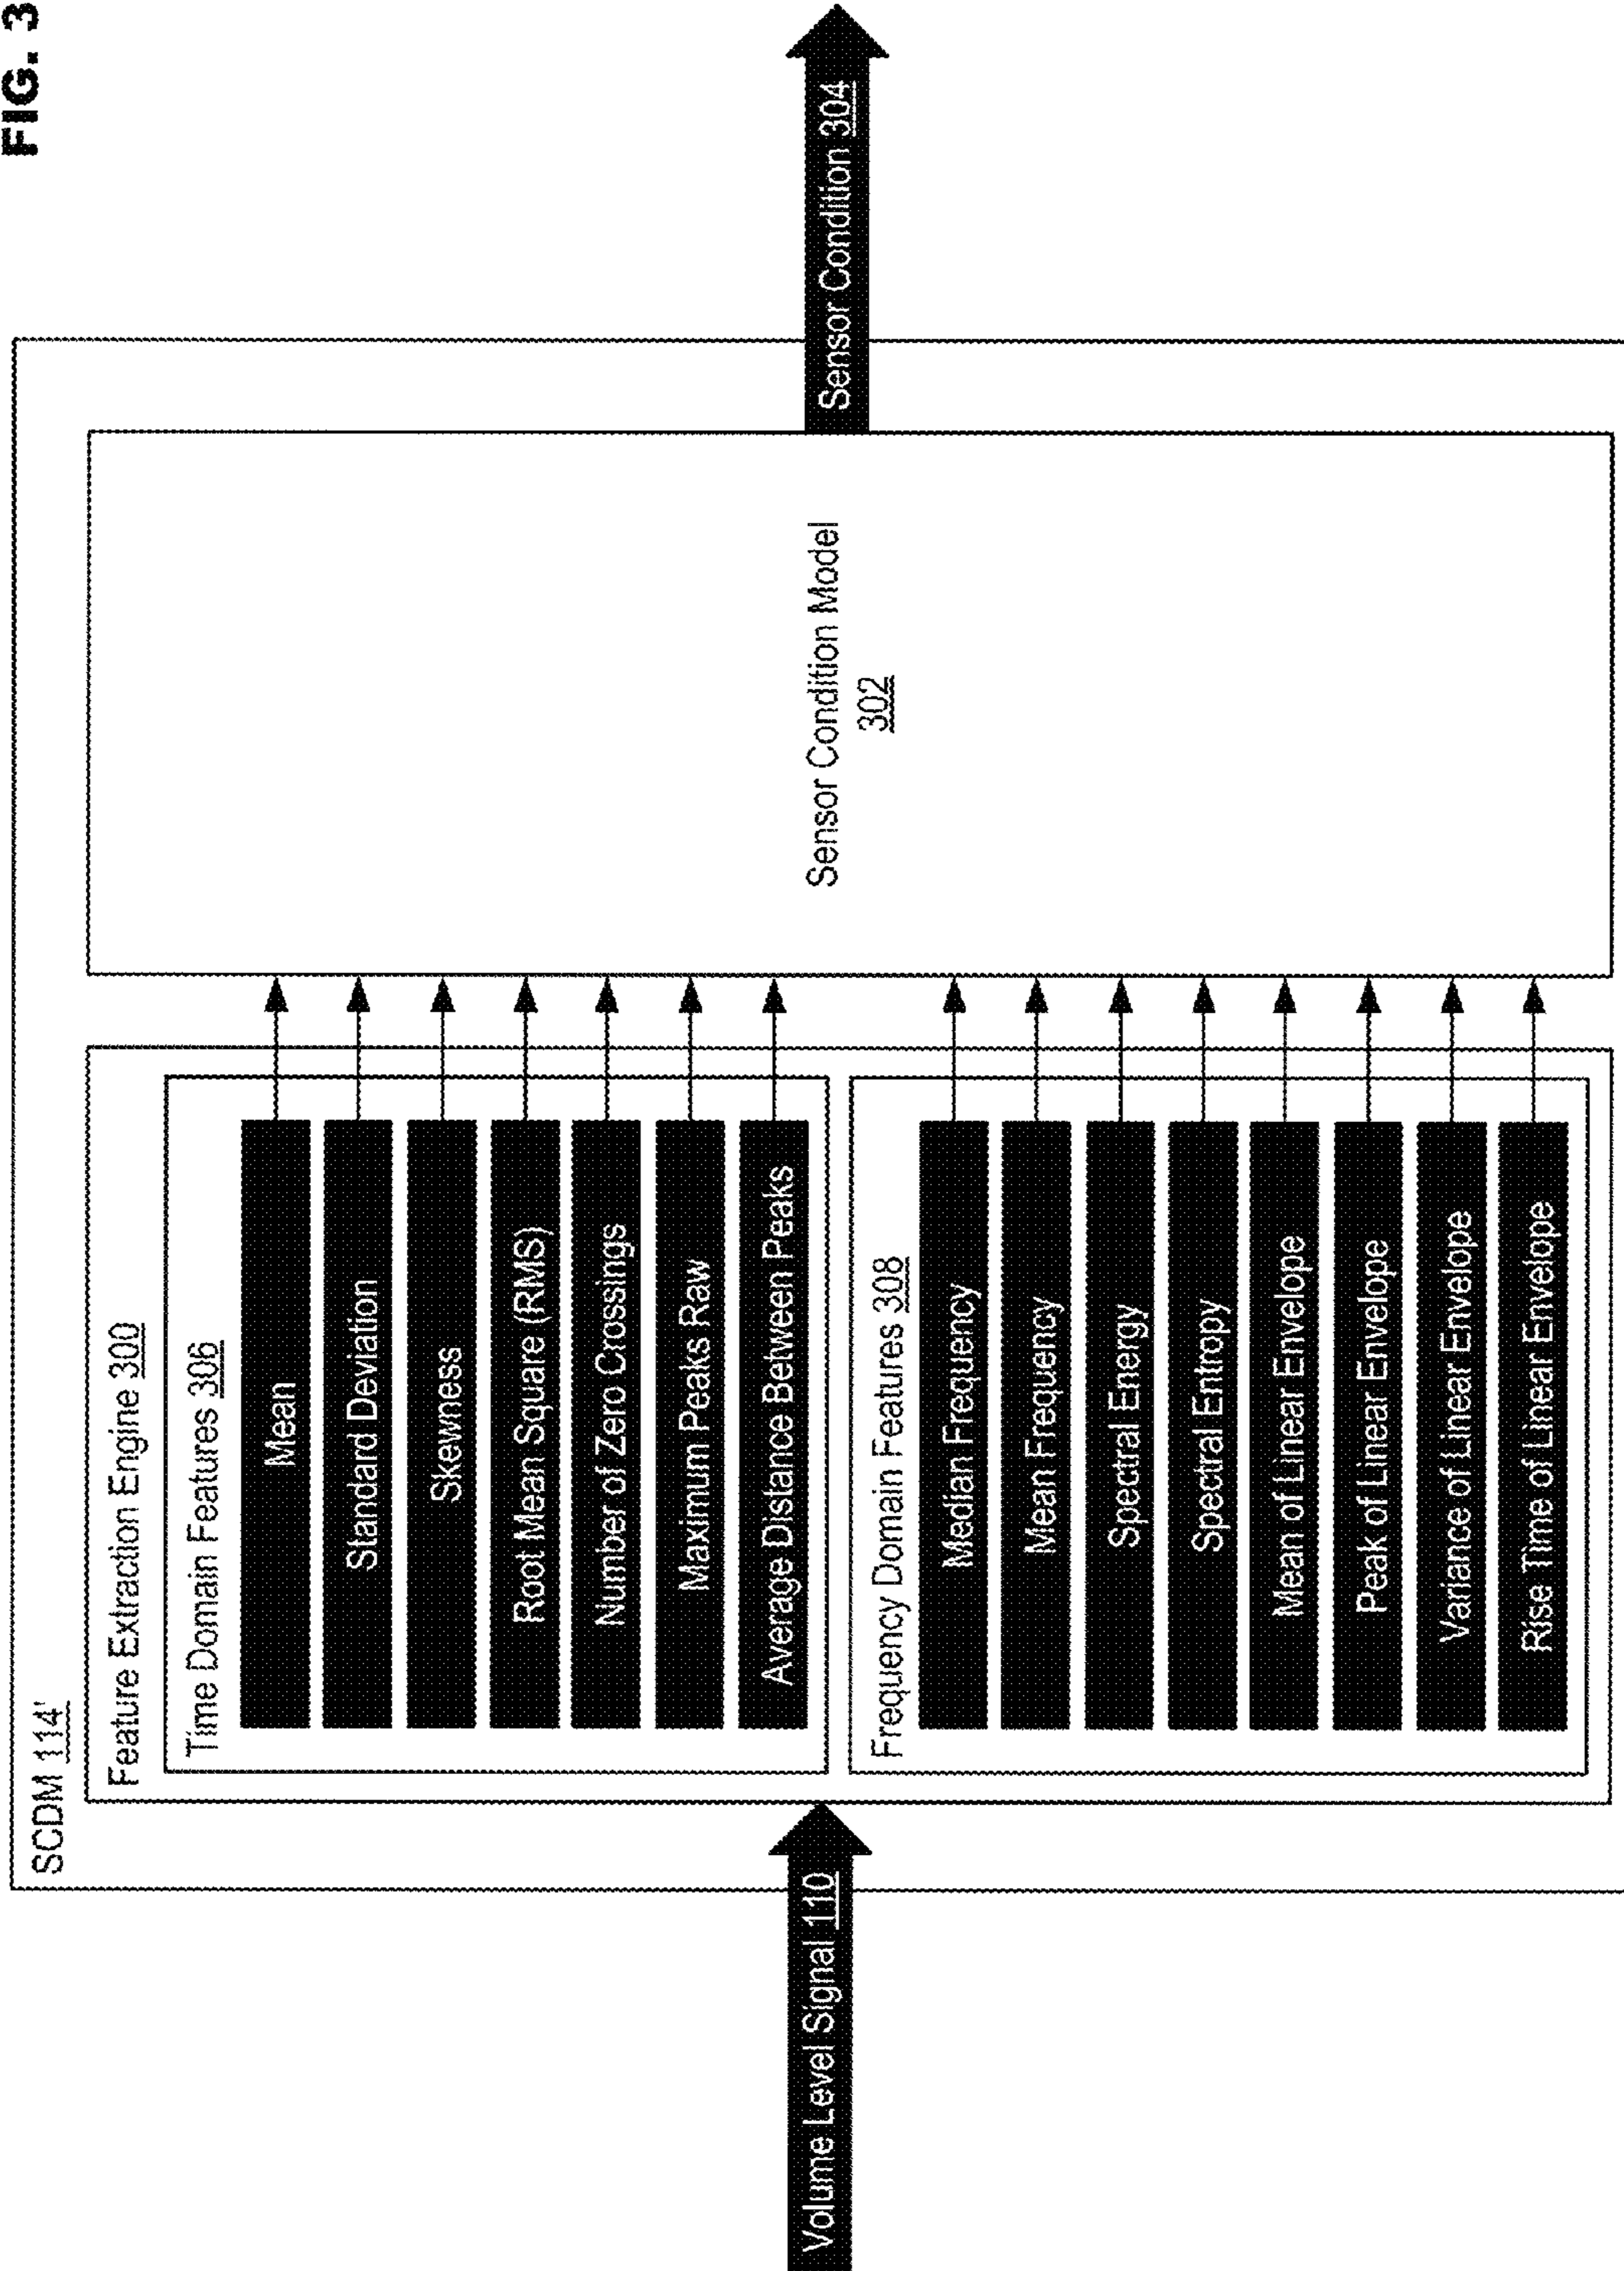 FIG. 3
SCDM 114'
Feature Extraction Engine 300
Time Domain Features 306
Mean
Standard Deviation
Skewness
Root Mean Square (RMS)
Number of Zero Crossings
Maximum Peaks Raw
Average Distance Between Peaks
Frequency Domain Features 308
Median Frequency
Mean Frequency
Spectral Energy
Spectral Entropy
Mean of Linear Envelope
Peak of Linear Envelope
Variance of Linear Envelope
Rise Time of Linear Envelope
Volume Level Signal 110
Sensor Condition Model
302
Sensor Condition 304